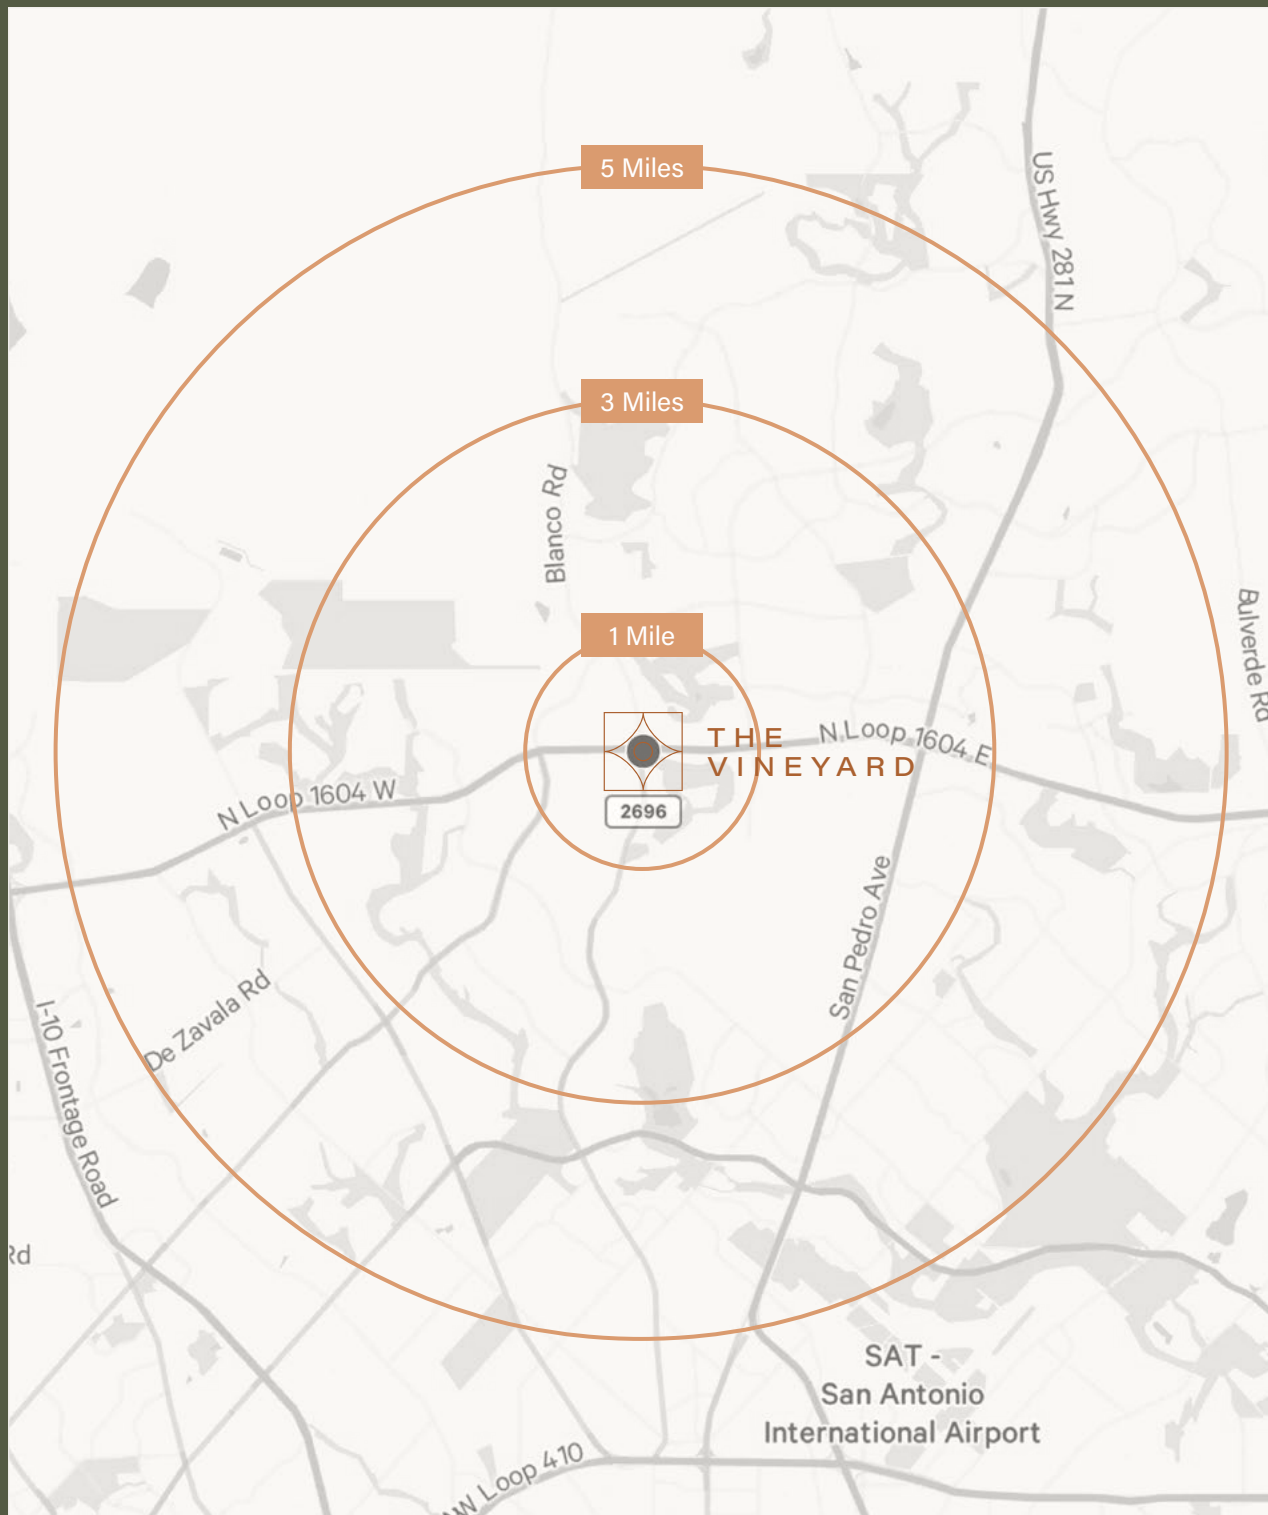 5 Miles
US Hwy 281 N
3 Miles
Blanco Rd
1 Mile
Bulverde Rd
THE
VINEYARD
N Loop 1604 E
N Loop 1604 W
2696
San Pedro Ave
De Zavala Rd
I-10 Frontage Road
Rd
SAT -
San Antonio
International Airport
W Loop 410